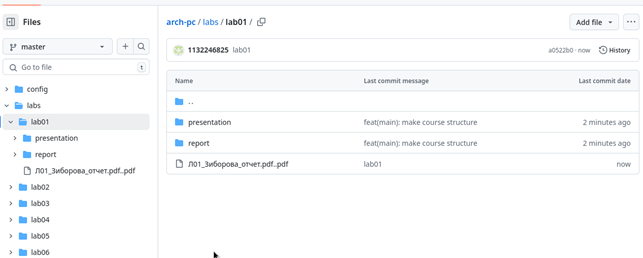 Files
master
Go to file
t
config
labs
lab01
presentation
report
Л01_Зиборова_отчет.pdf..pdf
lab02
lab03
lab04
lab05
lab06
arch-pc / labs / lab01 /
Add file
1132246825 lab01
a0522b0 · now
History
Name Last commit message Last commit date
..
presentation feat(main): make course structure 2 minutes ago
report feat(main): make course structure 2 minutes ago
Л01_Зиборова_отчет.pdf..pdf lab01 now